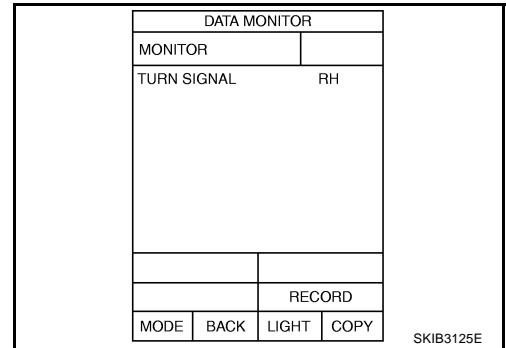 DATA MONITOR
MONITOR
TURN SIGNAL RH
RECORD
MODE BACK LIGHT COPY
SKIB3125E